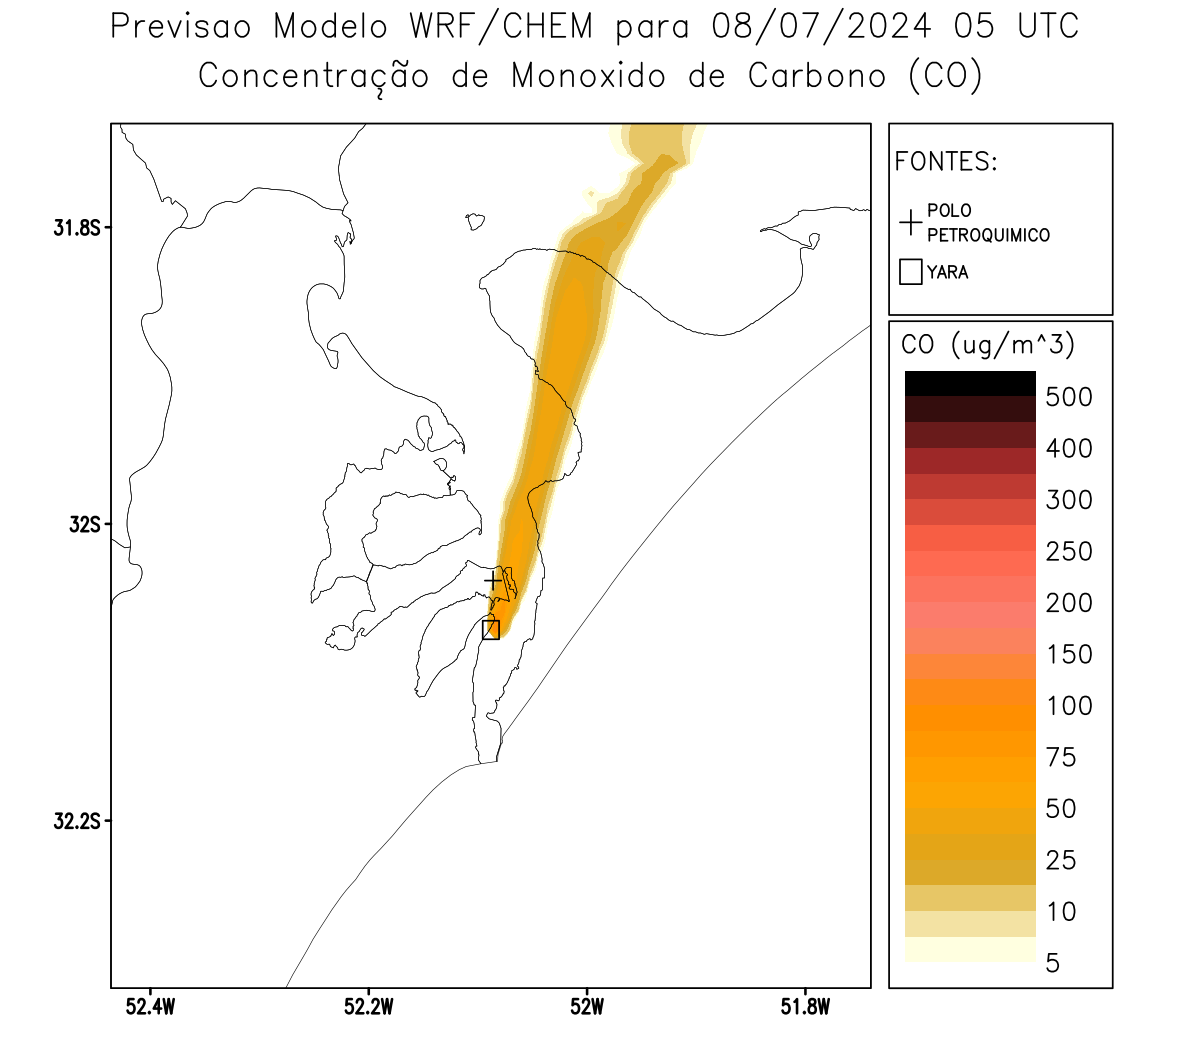 Previsao Modelo WRF/CHEM para 08/07/2024 05 UTC
Concentração de Monoxido de Carbono (CO)
FONTES:
POLO
PETROQUIMICO
YARA
31.8S
32S
32.2S
52.4W
52.2W
52W
51.8W
CO (ug/m^3)
500
400
300
250
200
150
100
75
50
25
10
5